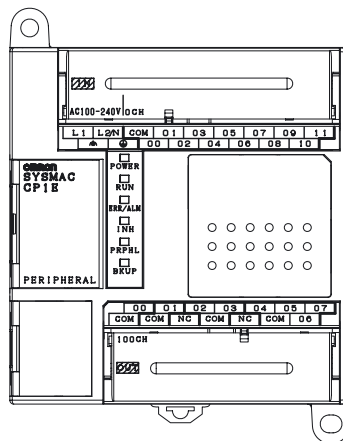 IN
AC100-240V 0CH
L1 L2/N COM 01 03 05 07 09 11
00 02 04 06 08 10
OMRON
SYSMAC
CP1E
POWER
RUN
ERR/ALM
INH
PRPHL
BKUP
PERIPHERAL
00 01 02 03 04 05 07
COM COM NC COM NC COM 06
100CH
OUT